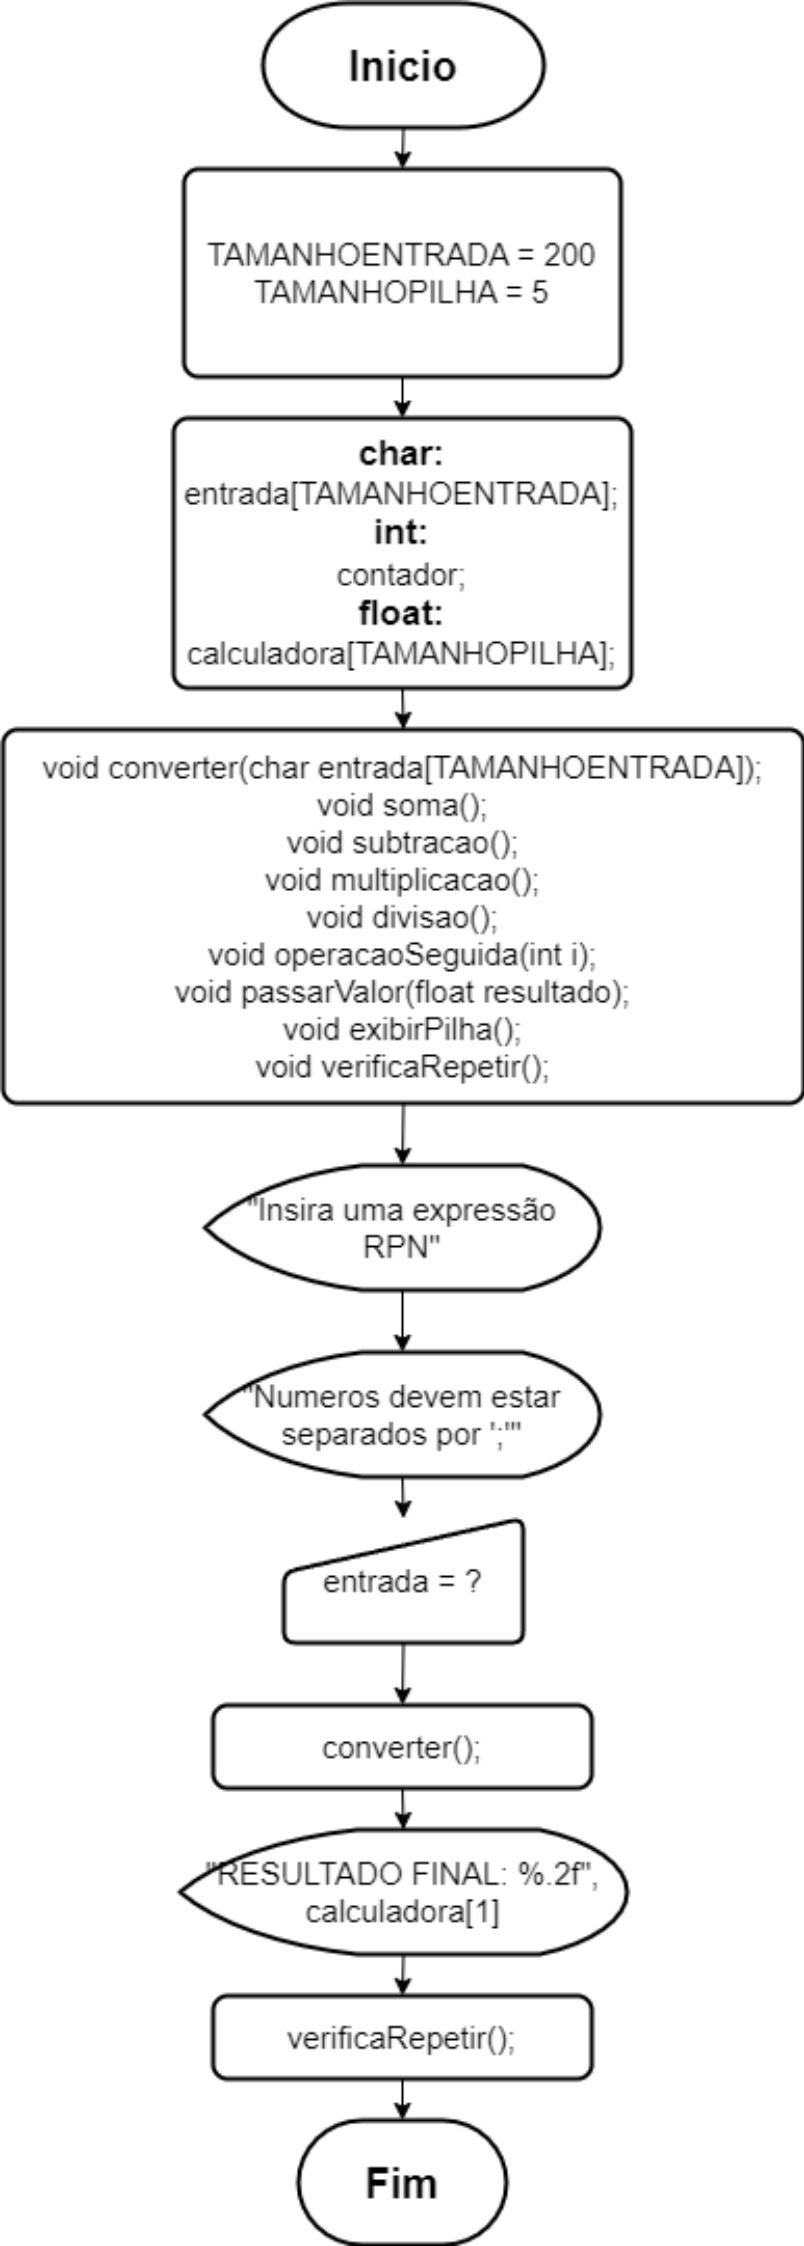 Inicio
TAMANHOENTRADA = 200
TAMANHOPILHA = 5
char:
entrada[TAMANHOENTRADA];
int:
contador;
float:
calculadora[TAMANHOPILHA];
void converter(char entrada[TAMANHOENTRADA]);
void soma();
void subtracao();
void multiplicacao();
void divisao();
void operacaoSeguida(int i);
void passarValor(float resultado);
void exibirPilha();
void verificaRepetir();
"Insira uma expressão
RPN"
"Numeros devem estar
separados por ';'"
entrada = ?
converter();
"RESULTADO FINAL: %.2f",
calculadora[1]
verificaRepetir();
Fim